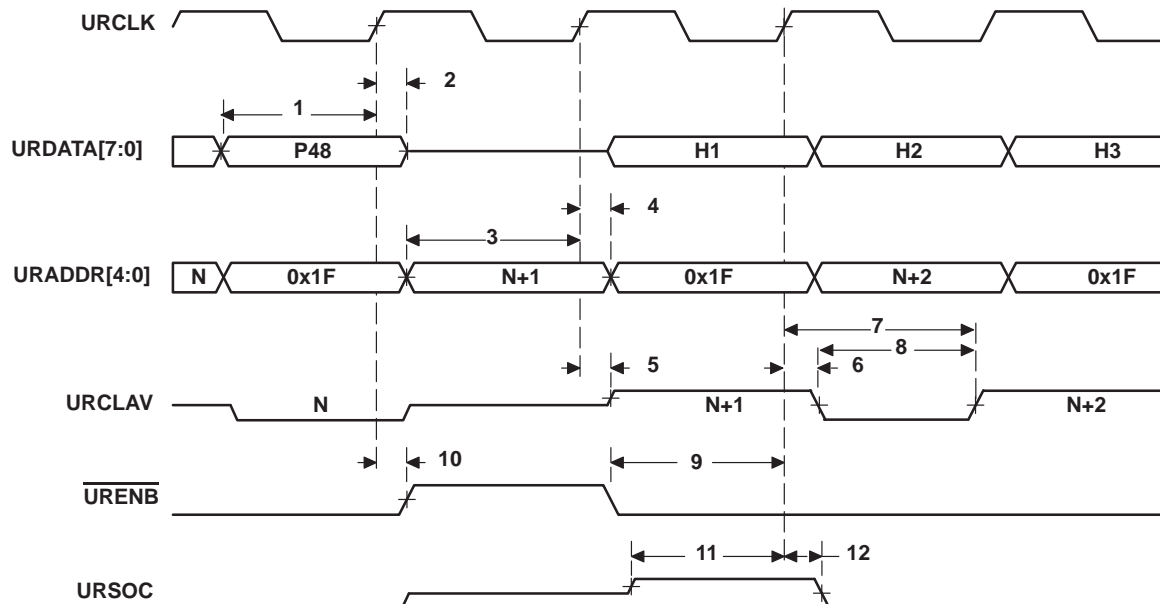 URCLK
2
1
URDATA[7:0] P48 H1 H2 H3
4
3
URADDR[4:0] N 0x1F N+1 0x1F N+2 0x1F
7
8
5 6
URCLAV N N+1 N+2
10 9
URENB
11 12
URSOC